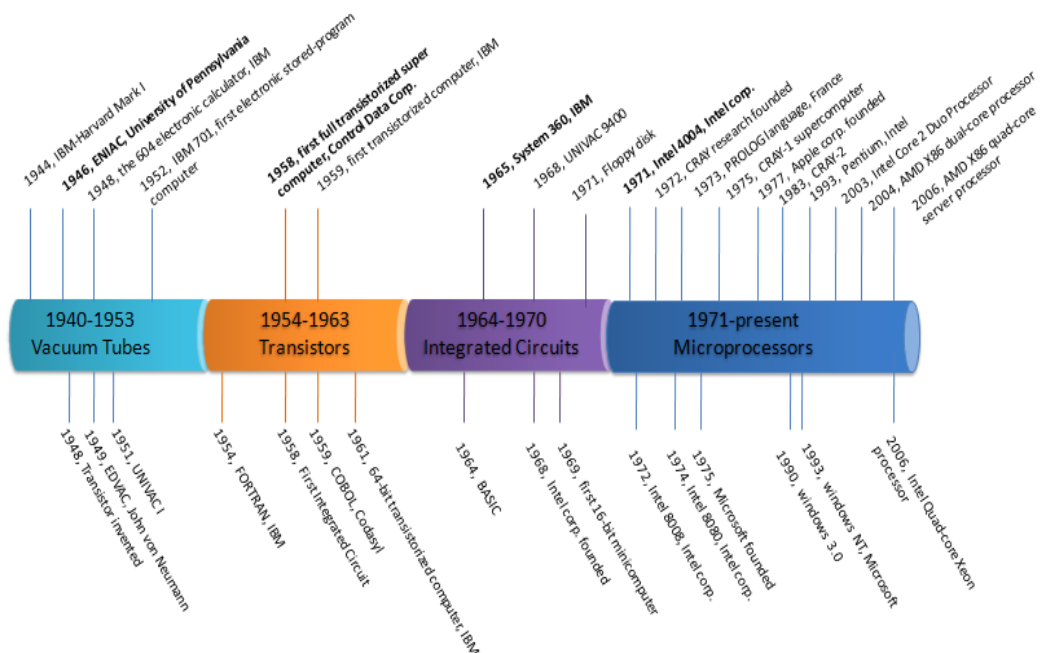 1944, IBM-Harvard Mark I
1946, ENIAC, University of Pennsylvania
1948, the 604 electronic calculator, IBM
1952, IBM 701, first electronic stored-program
computer
1958, first full transistorized super
computer, Control Data Corp.
1959, first transistorized computer, IBM
1965, System 360, IBM
1968, UNIVAC 9400
1971, Floppy disk
1971, Intel 4004, Intel corp.
1972, CRAY research founded
1973, PROLOG language, France
1975, CRAY-1 supercomputer
1977, Apple corp. founded
1983, CRAY-2
1993, Pentium, Intel
2003, Intel Core 2 Duo Processor
2004, AMD X86 dual-core processor
2006, AMD X86 quad-core
server processor
1940-1953
Vacuum Tubes
1954-1963
Transistors
1964-1970
Integrated Circuits
1971-present
Microprocessors
1948, Transistor invented
1949, EDVAC, John von Neumann
1951, UNIVAC I
1954, FORTRAN, IBM
1958, First Integrated Circuit
1959, COBOL, Codasyl
1961, 64-bit transistorized computer, IBM
1964, BASIC
1968, Intel corp. founded
1969, first 16-bit minicomputer
1972, Intel 8008, Intel corp.
1974, Intel 8080, Intel corp.
1975, Microsoft founded
1990, windows 3.0
1993, windows NT, Microsoft
2006, Intel Quad-core Xeon
processor